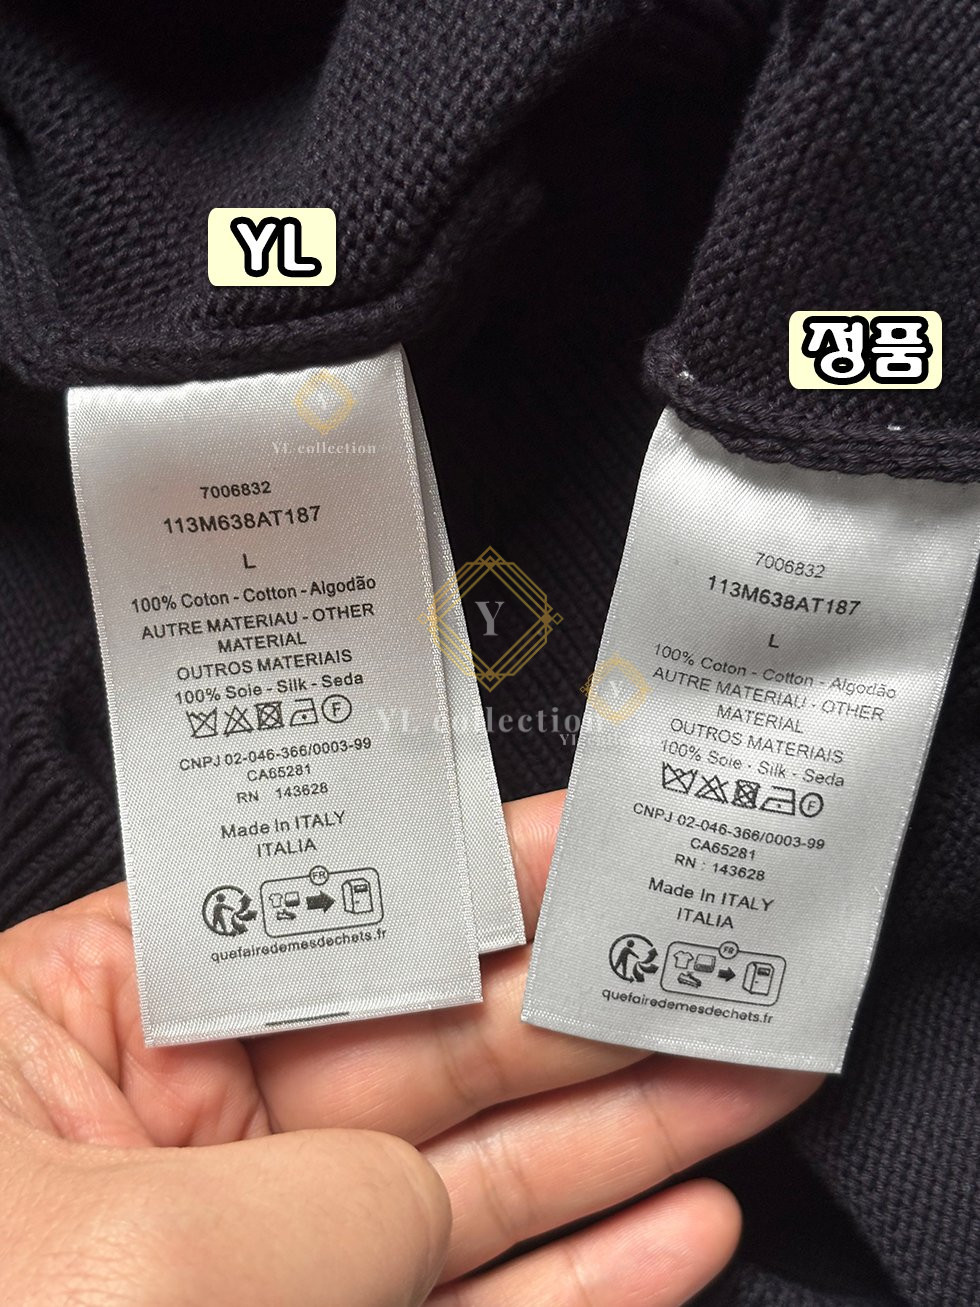 YL
정품
YL collection
7006832
113M638AT187
L
100% Coton - Cotton - Algodão
AUTRE MATERIAU - OTHER
MATERIAL
OUTROS MATERIAIS
100% Soie - Silk - Seda
F
CNPJ 02-046-366/0003-99
CA65281
RN 143628
Made In ITALY
ITALIA
FR
quefairedemesdechets.fr
Y
YL collection
Y
YL
7006832
113M638AT187
L
100% Coton - Cotton - Algodão
AUTRE MATERIAU - OTHER
MATERIAL
OUTROS MATERIAIS
100% Soie - Silk - Seda
F
CNPJ 02-046-366/0003-99
CA65281
RN : 143628
Made In ITALY
ITALIA
FR
quefairedemesdechets.fr